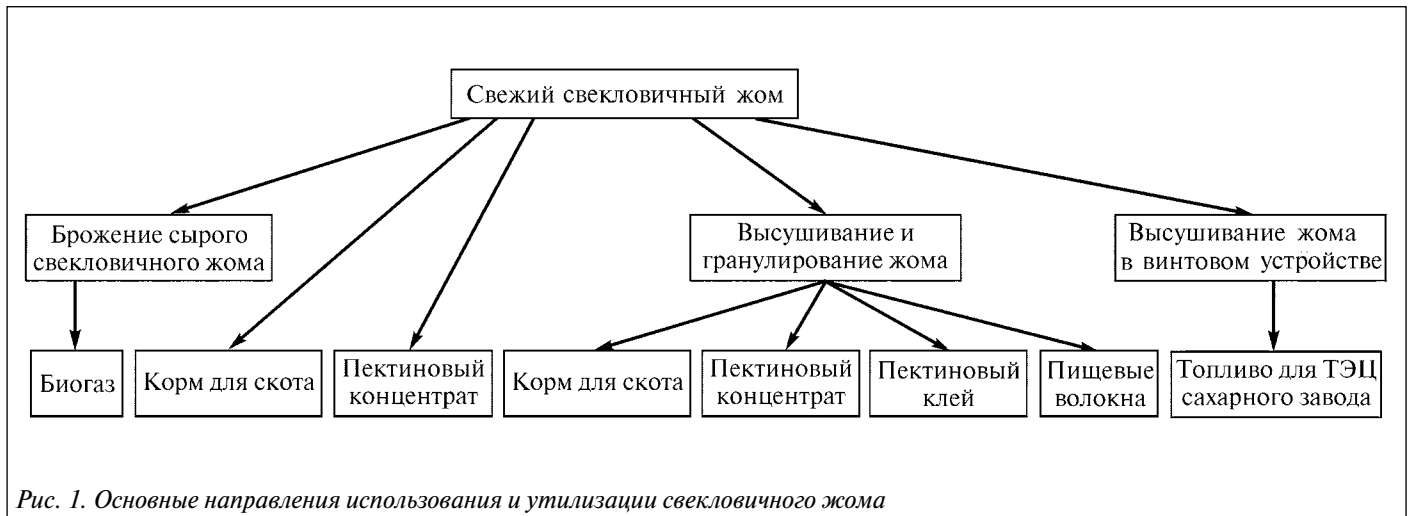 Свежий свекловичный жом
Брожение сырого
свекловичного жома
Высушивание и
гранулирование жома
Высушивание жома
в винтовом устройстве
Биогаз
Корм для скота
Пектиновый
концентрат
Корм для скота
Пектиновый
концентрат
Пектиновый
клей
Пищевые
волокна
Топливо для ТЭЦ
сахарного завода
Рис. 1. Основные направления использования и утилизации свекловичного жома